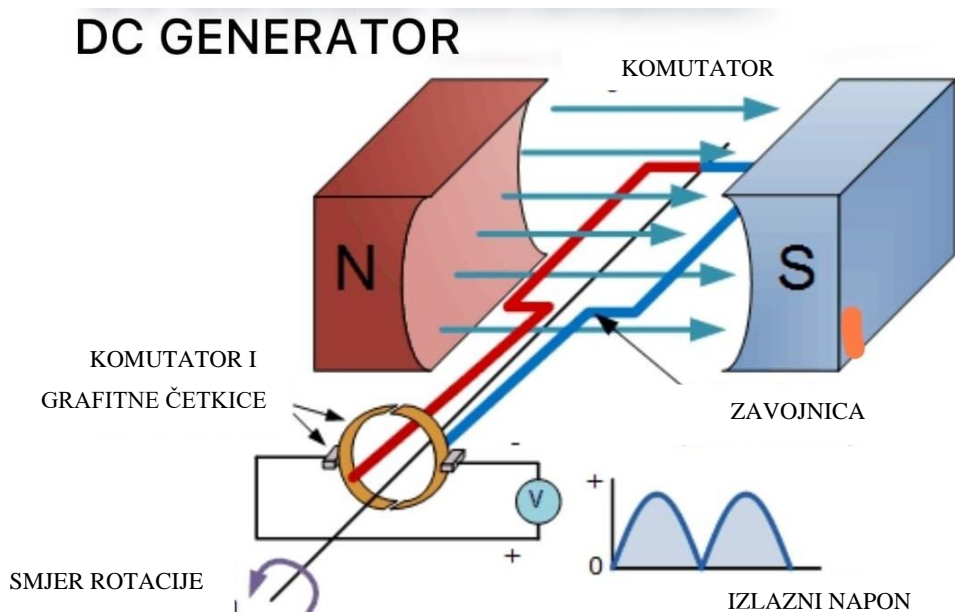 DC GENERATOR
KOMUTATOR
N
S
KOMUTATOR I
GRAFITNE ČETKICE
ZAVOJNICA
-
V
+
+
0
SMJER ROTACIJE
IZLAZNI NAPON